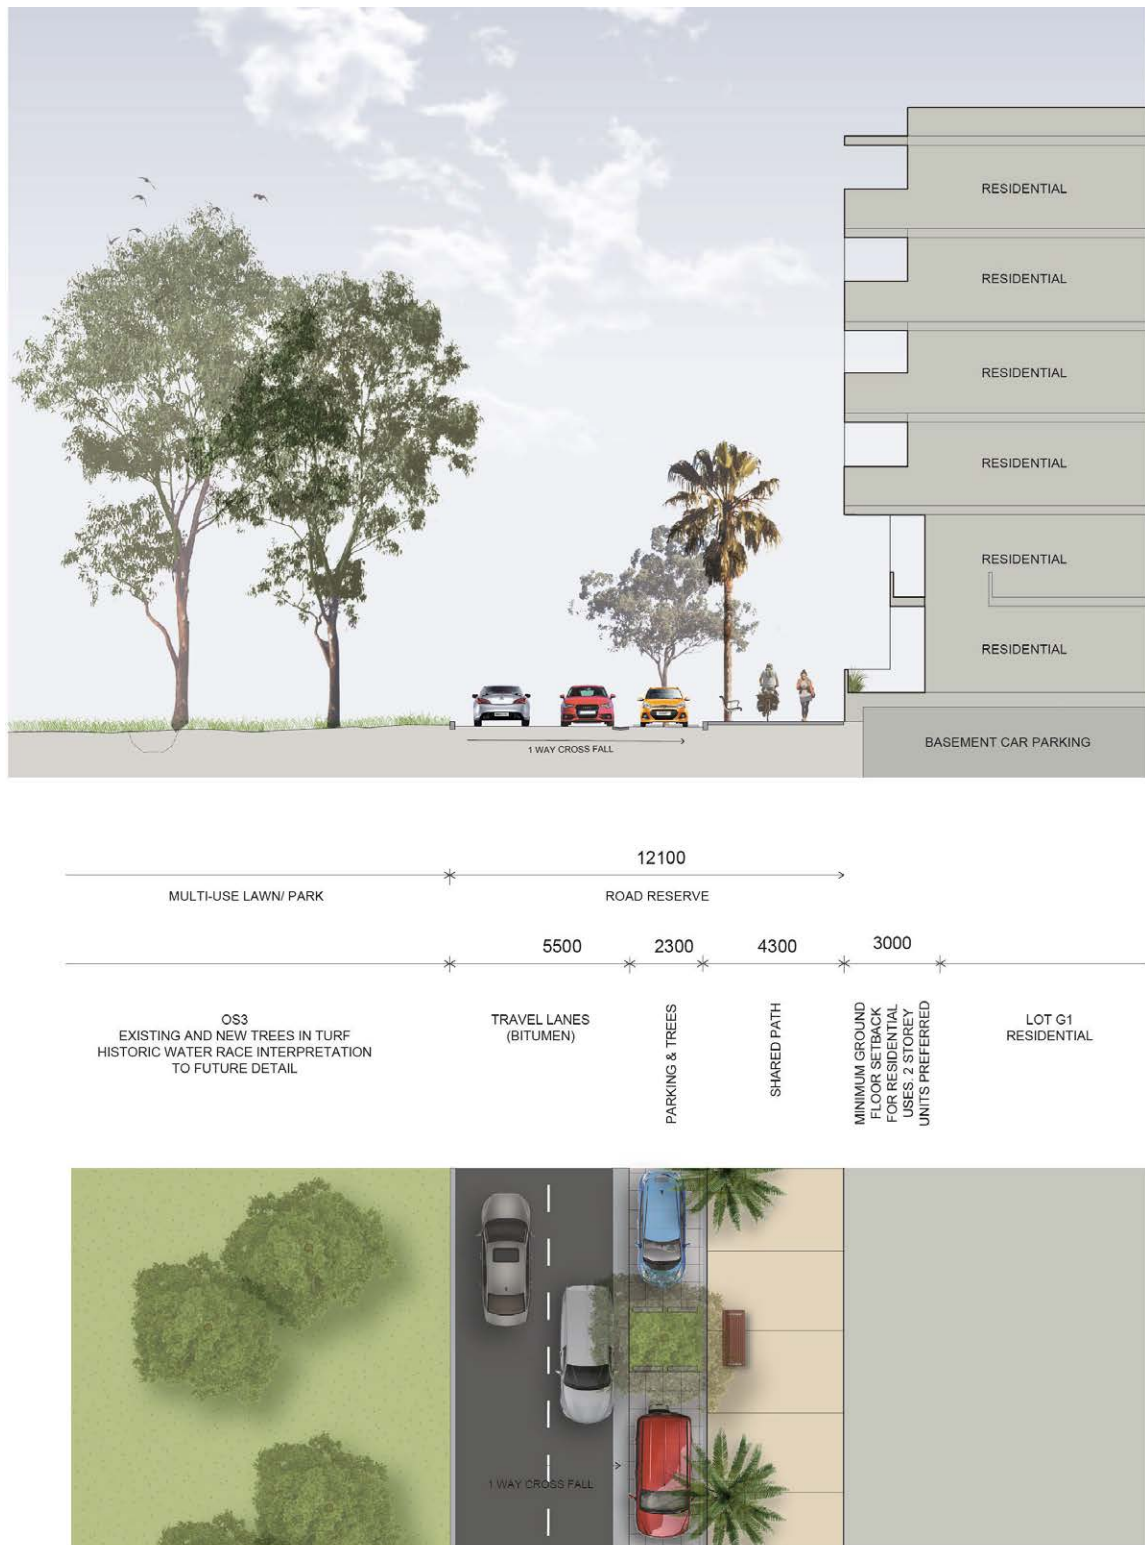 RESIDENTIAL
RESIDENTIAL
RESIDENTIAL
RESIDENTIAL
RESIDENTIAL
RESIDENTIAL
BASEMENT CAR PARKING
1 WAY CROSS FALL
12100
MULTI-USE LAWN/ PARK
ROAD RESERVE
5500
2300
4300
3000
OS3
EXISTING AND NEW TREES IN TURF
HISTORIC WATER RACE INTERPRETATION
TO FUTURE DETAIL
TRAVEL LANES
(BITUMEN)
PARKING & TREES
SHARED PATH
MINIMUM GROUND
FLOOR SETBACK
FOR RESIDENTIAL
USES. 2 STOREY
UNITS PREFERRED
LOT G1
RESIDENTIAL
1 WAY CROSS FALL